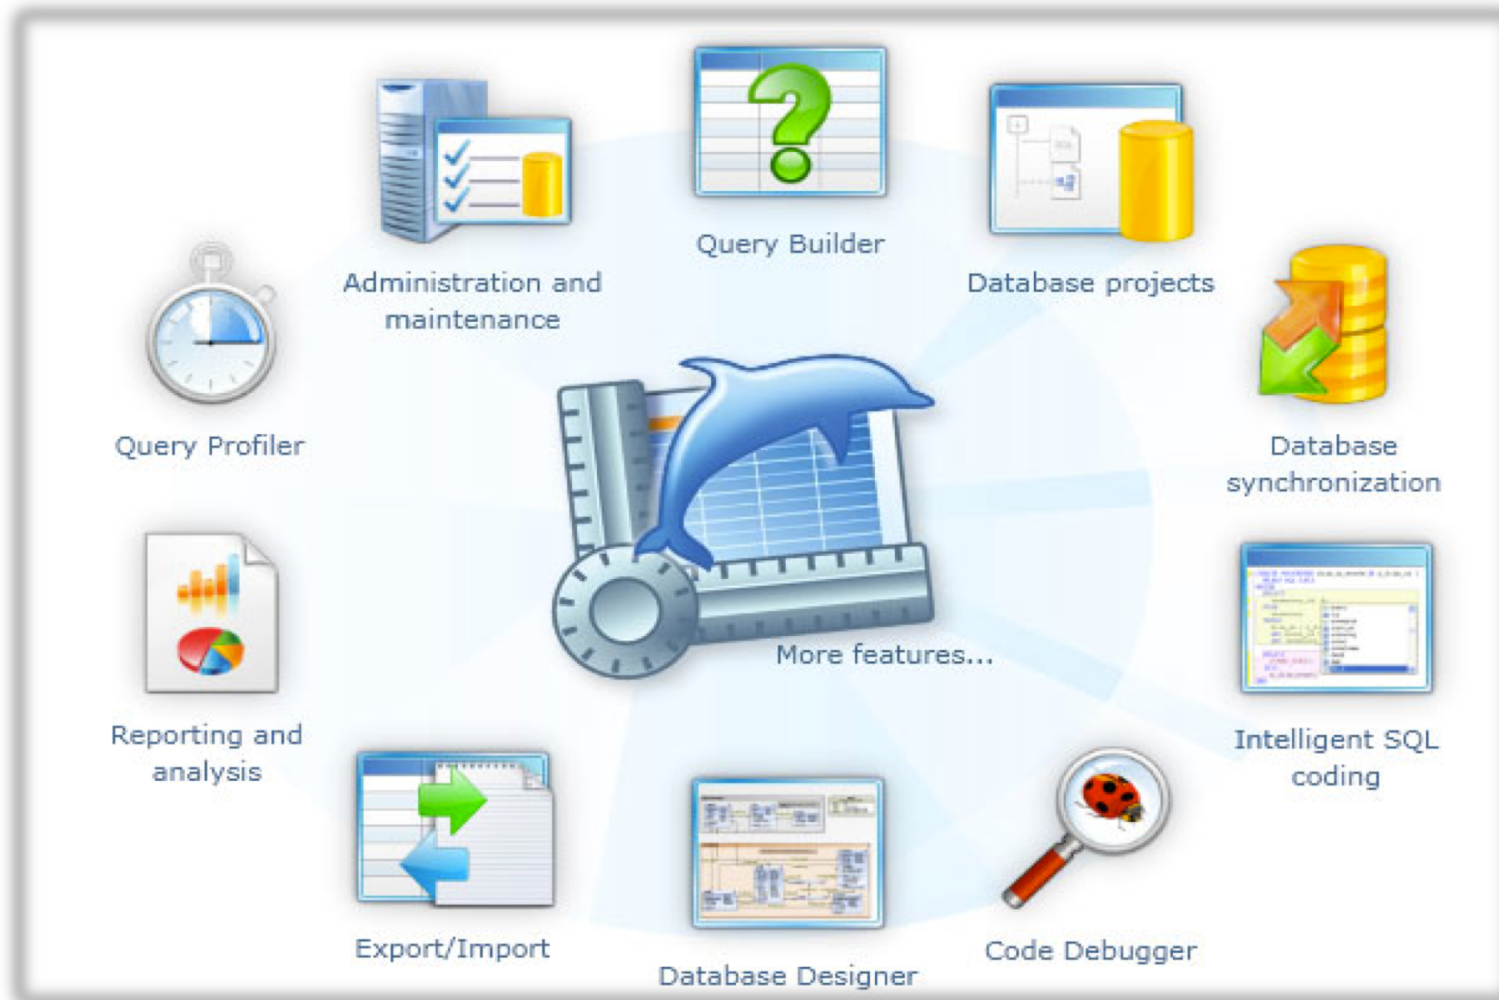 Query Builder
Administration and
maintenance
Database projects
Query Profiler
Database
synchronization
More features...
Reporting and
analysis
Intelligent SQL
coding
Export/Import
Database Designer
Code Debugger
SQL